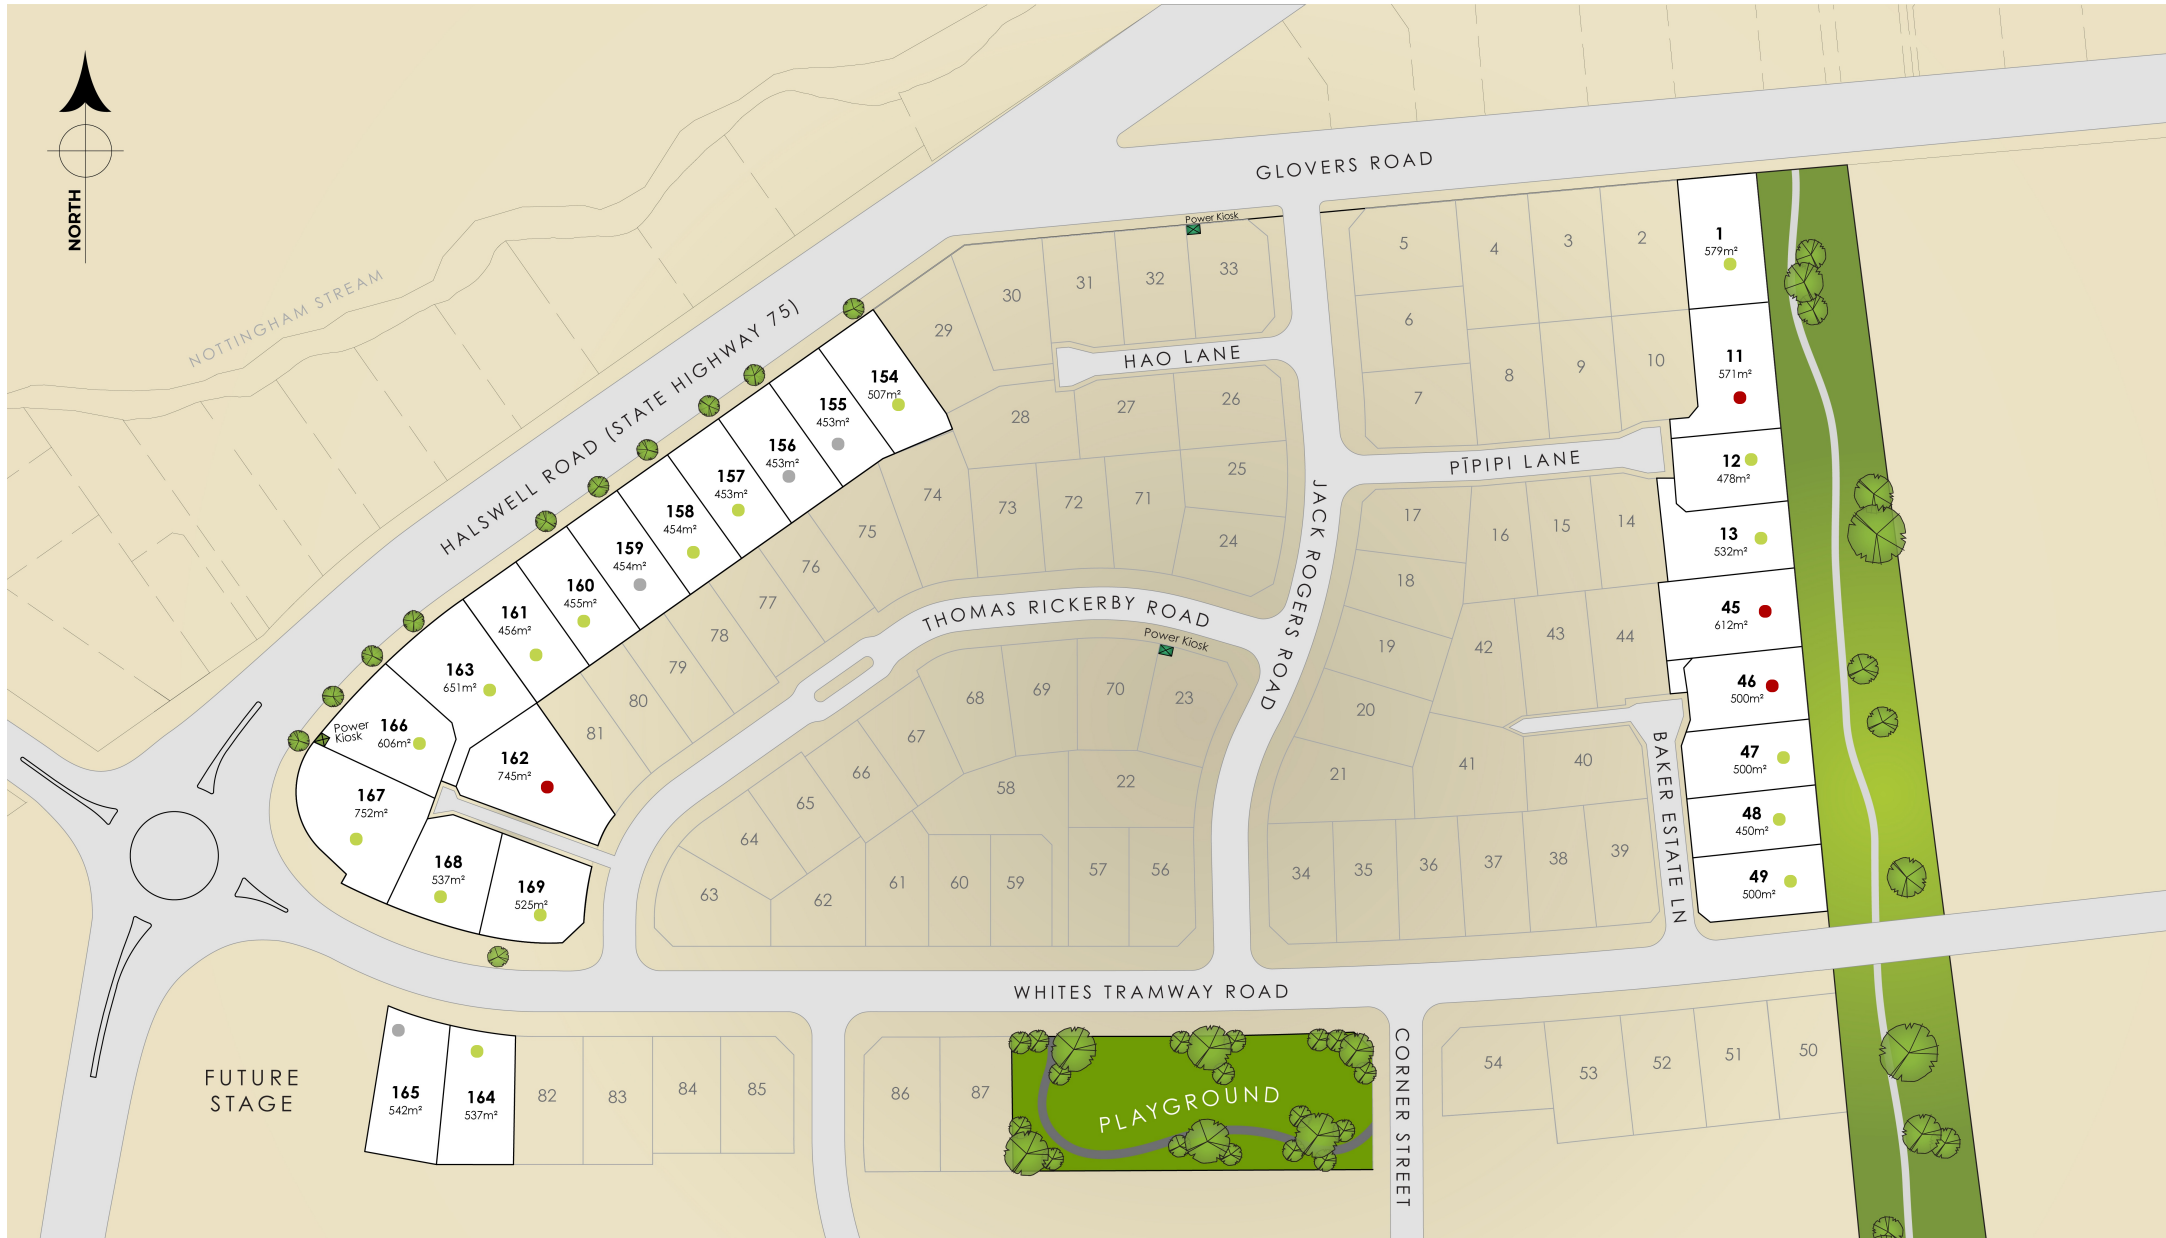 NORTH
NOTTINGHAM STREAM
HALSWELL ROAD (STATE HIGHWAY 75)
GLOVERS ROAD
Power Kiosk
HAO LANE
PĪPIPI LANE
JACK ROGERS ROAD
THOMAS RICKERBY ROAD
Power Kiosk
BAKER ESTATE LN
WHITES TRAMWAY ROAD
CORNER STREET
PLAYGROUND
FUTURE
STAGE
Power
Kiosk
1
579m²
2
3
4
5
6
7
8
9
10
11
571m²
12
478m²
13
532m²
14
15
16
17
18
19
20
21
22
23
24
25
26
27
28
29
30
31
32
33
34
35
36
37
38
39
40
41
42
43
44
45
612m²
46
500m²
47
500m²
48
450m²
49
500m²
50
51
52
53
54
56
57
58
59
60
61
62
63
64
65
66
67
68
69
70
71
72
73
74
75
76
77
78
79
80
81
82
83
84
85
86
87
154
507m²
155
453m²
156
453m²
157
453m²
158
454m²
159
454m²
160
455m²
161
456m²
162
745m²
163
651m²
164
537m²
165
542m²
166
606m²
167
752m²
168
537m²
169
525m²